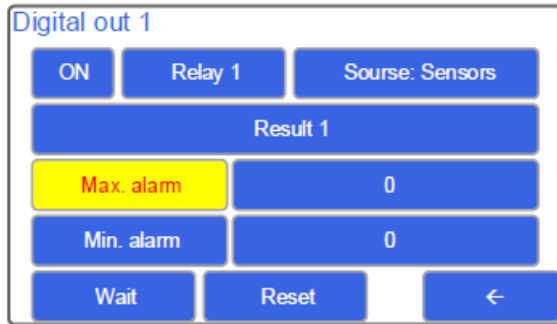 Digital out 1
ON Relay 1 Sourse: Sensors
Result 1
Max. alarm 0
Min. alarm 0
Wait Reset ←